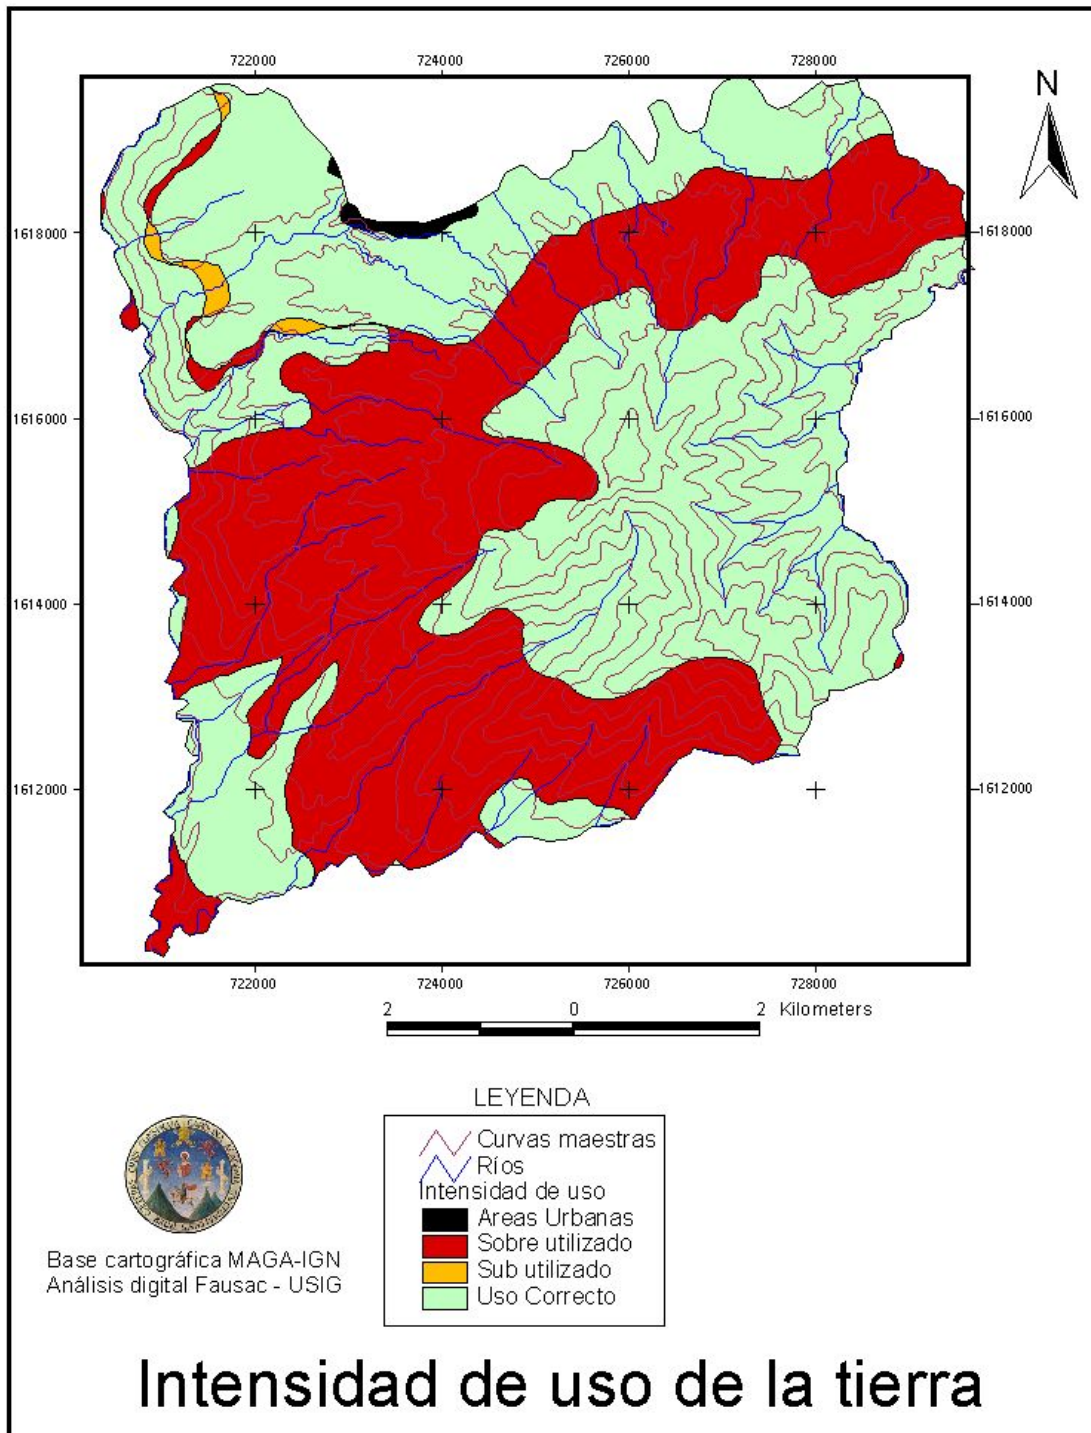 722000 724000 726000 728000
N
1618000 1618000
1616000 1616000
1614000 1614000
1612000 1612000
722000 724000 726000 728000
2 0 2 Kilometers
LEYENDA
Curvas maestras
Ríos
Intensidad de uso
Areas Urbanas
Sobre utilizado
Sub utilizado
Uso Correcto
Base cartográfica MAGA-IGN
Análisis digital Fausac - USIG
Intensidad de uso de la tierra